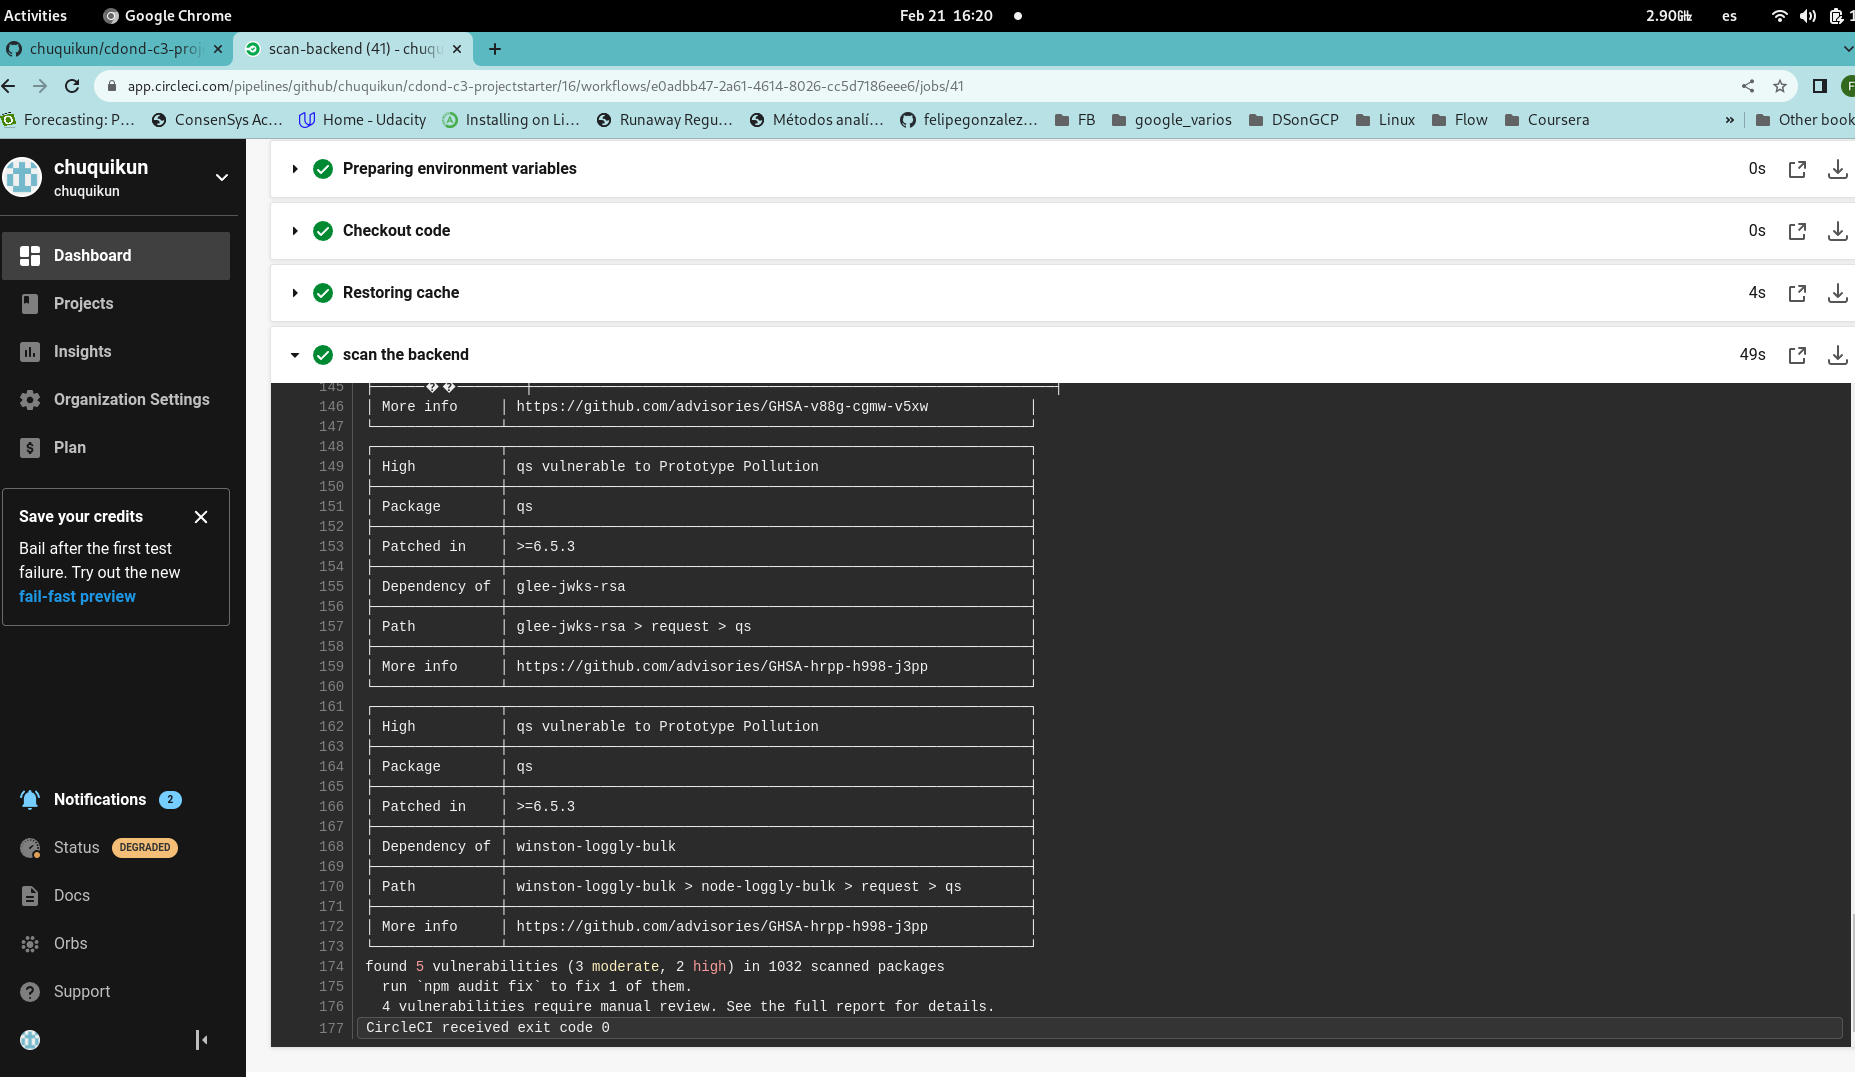 Activities
Google Chrome
Feb 21 16:20
2.90GHz
es
chuquikun/cdond-c3-proj
scan-backend (41) - chuqu
app.circleci.com/pipelines/github/chuquikun/cdond-c3-projectstarter/16/workflows/e0adbb47-2a61-4614-8026-cc5d7186eee6/jobs/41
Forecasting: P…
ConsenSys Ac…
Home - Udacity
Installing on Li…
Runaway Regu…
Métodos analí…
felipegonzalez…
FB
google_varios
DSonGCP
Linux
Flow
Coursera
»
Other book
chuquikun
chuquikun
Dashboard
Projects
Insights
Organization Settings
Plan
Save your credits
Bail after the first test
failure. Try out the new
fail-fast preview
Notifications 2
Status DEGRADED
Docs
Orbs
Support
Preparing environment variables 0s
Checkout code 0s
Restoring cache 4s
scan the backend 49s
145
146 │ More info │ https://github.com/advisories/GHSA-v88g-cgmw-v5xw │
147
148
149 │ High │ qs vulnerable to Prototype Pollution │
150
151 │ Package │ qs │
152
153 │ Patched in │ >=6.5.3 │
154
155 │ Dependency of │ glee-jwks-rsa │
156
157 │ Path │ glee-jwks-rsa > request > qs │
158
159 │ More info │ https://github.com/advisories/GHSA-hrpp-h998-j3pp │
160
161
162 │ High │ qs vulnerable to Prototype Pollution │
163
164 │ Package │ qs │
165
166 │ Patched in │ >=6.5.3 │
167
168 │ Dependency of │ winston-loggly-bulk │
169
170 │ Path │ winston-loggly-bulk > node-loggly-bulk > request > qs │
171
172 │ More info │ https://github.com/advisories/GHSA-hrpp-h998-j3pp │
173
174 found 5 vulnerabilities (3 moderate, 2 high) in 1032 scanned packages
175 run `npm audit fix` to fix 1 of them.
176 4 vulnerabilities require manual review. See the full report for details.
177 CircleCI received exit code 0